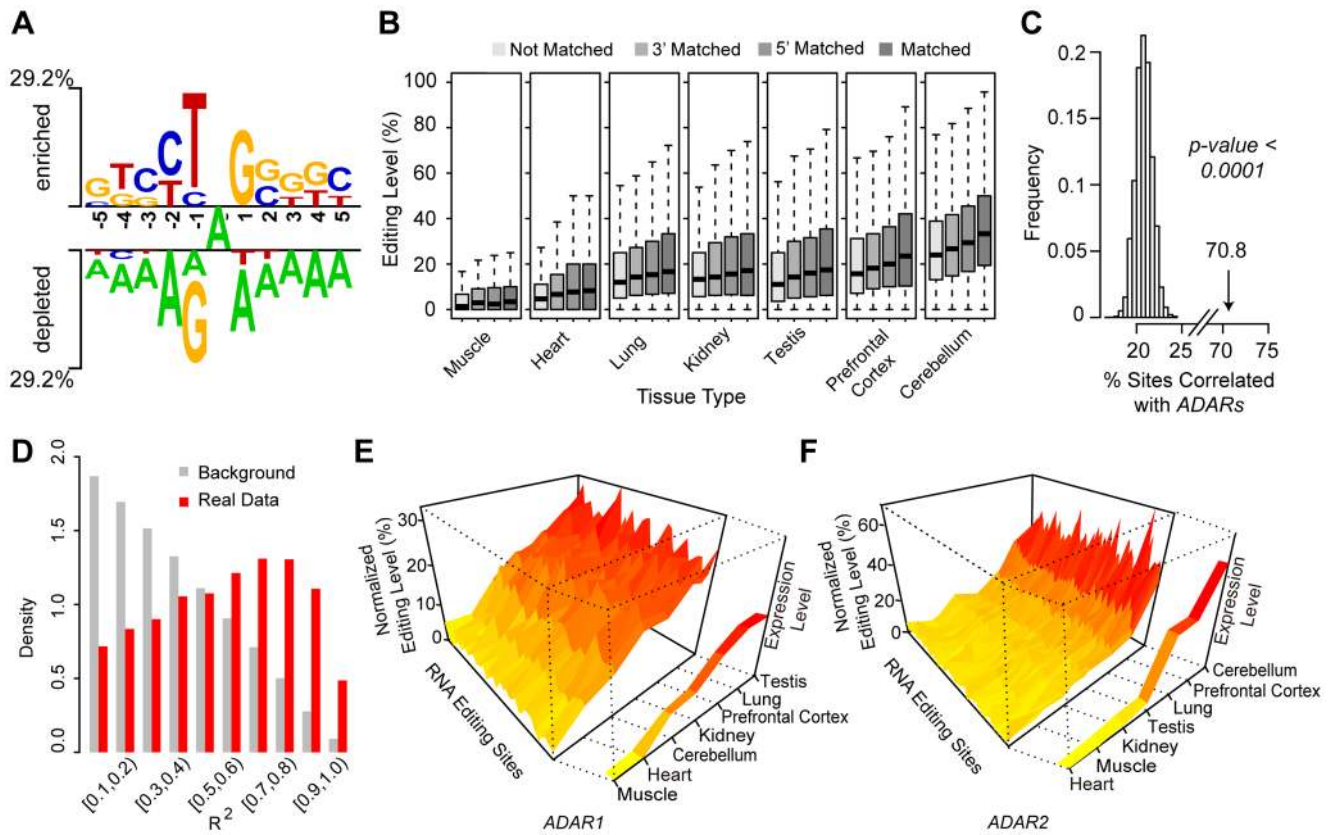 A
29.2%
enriched
G T C C T G G G G C
C G G T C C T T T
-5 -4 -3 -2 -1 A 1 2 3 4 5
T C T A A T T A A A
A A A G A A
depleted
29.2%
B
Not Matched 3' Matched 5' Matched Matched
Editing Level (%)
100
80
60
40
20
0
Muscle
Heart
Lung
Kidney
Testis
Prefrontal
Cortex
Cerebellum
Tissue Type
C
Frequency
0.2
0.15
0.1
0.05
0
p-value <
0.0001
70.8
20 25 70 75
% Sites Correlated
with ADARs
D
Density
2.0
1.5
1.0
0.5
0.0
Background
Real Data
[0.1,0.2)
[0.3,0.4)
[0.5,0.6)
[0.7,0.8)
[0.9,1.0)
R2
E
Normalized
Editing Level (%)
30
20
10
0
RNA Editing Sites
Expression
Level
Testis
Lung
Prefrontal Cortex
Kidney
Cerebellum
Heart
Muscle
ADAR1
F
Normalized
Editing Level (%)
60
40
20
0
RNA Editing Sites
Expression
Level
Cerebellum
Prefrontal Cortex
Lung
Testis
Kidney
Muscle
Heart
ADAR2